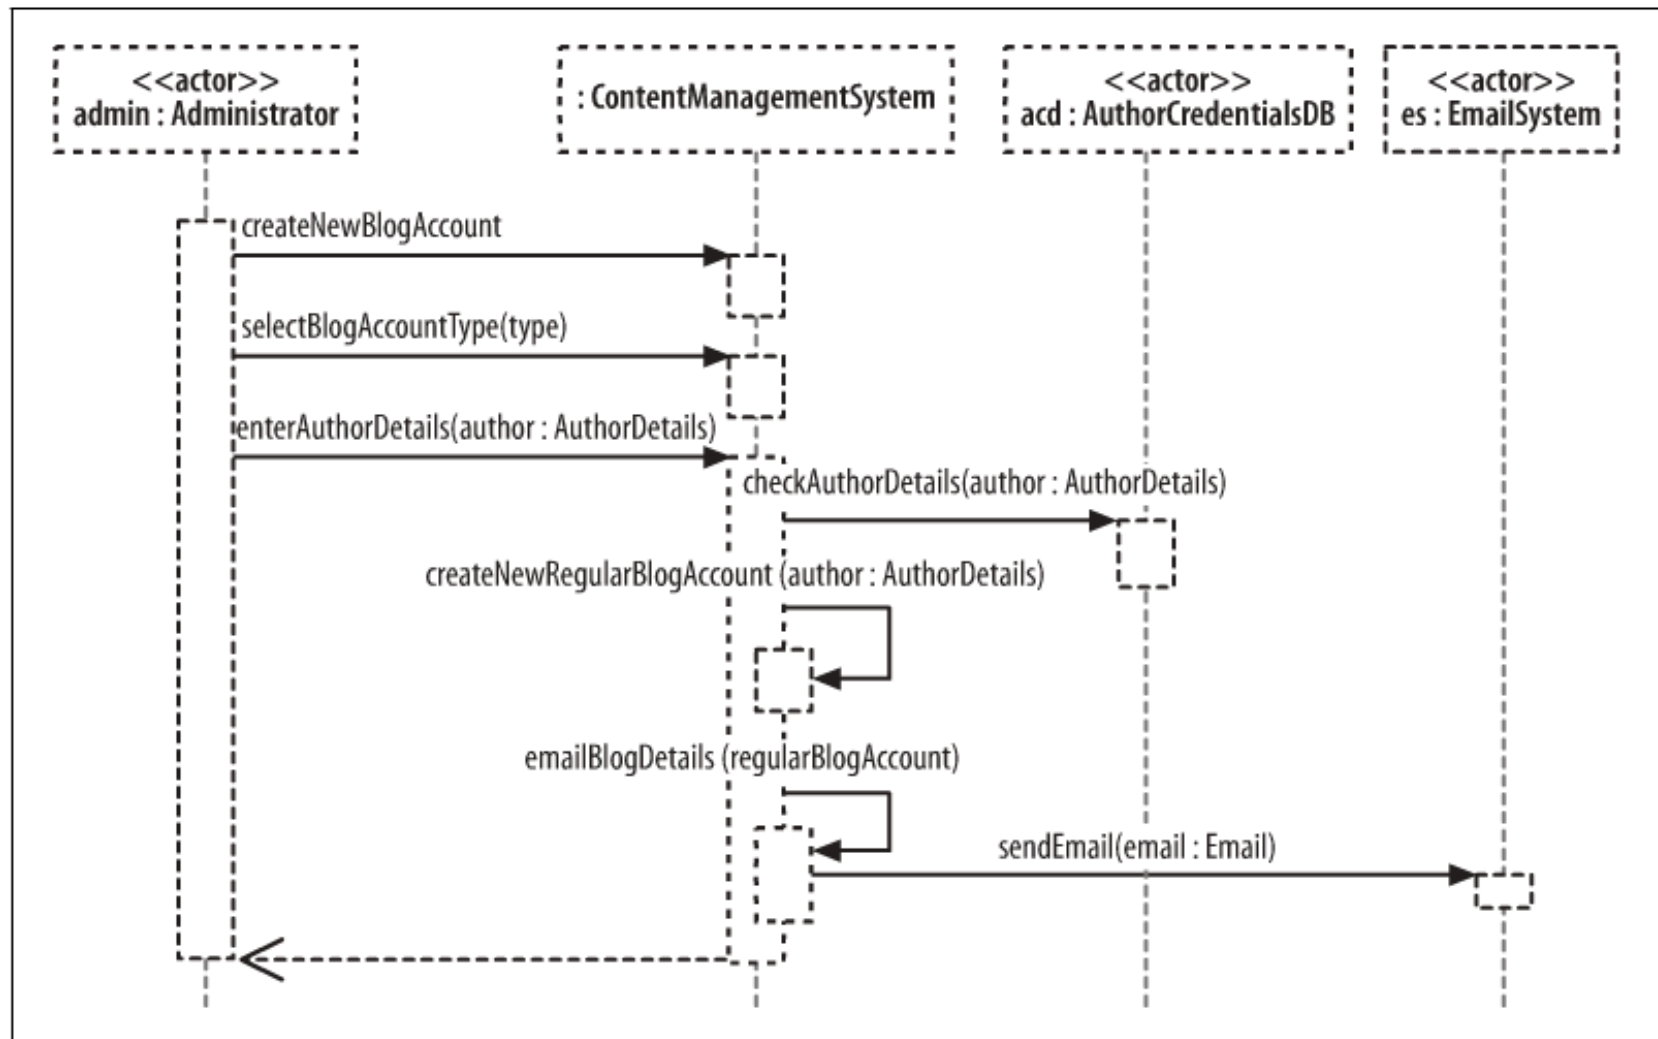 <<actor>>
admin : Administrator
: ContentManagementSystem
<<actor>>
acd : AuthorCredentialsDB
<<actor>>
es : EmailSystem
createNewBlogAccount
selectBlogAccountType(type)
enterAuthorDetails(author : AuthorDetails)
checkAuthorDetails(author : AuthorDetails)
createNewRegularBlogAccount (author : AuthorDetails)
emailBlogDetails (regularBlogAccount)
sendEmail(email : Email)